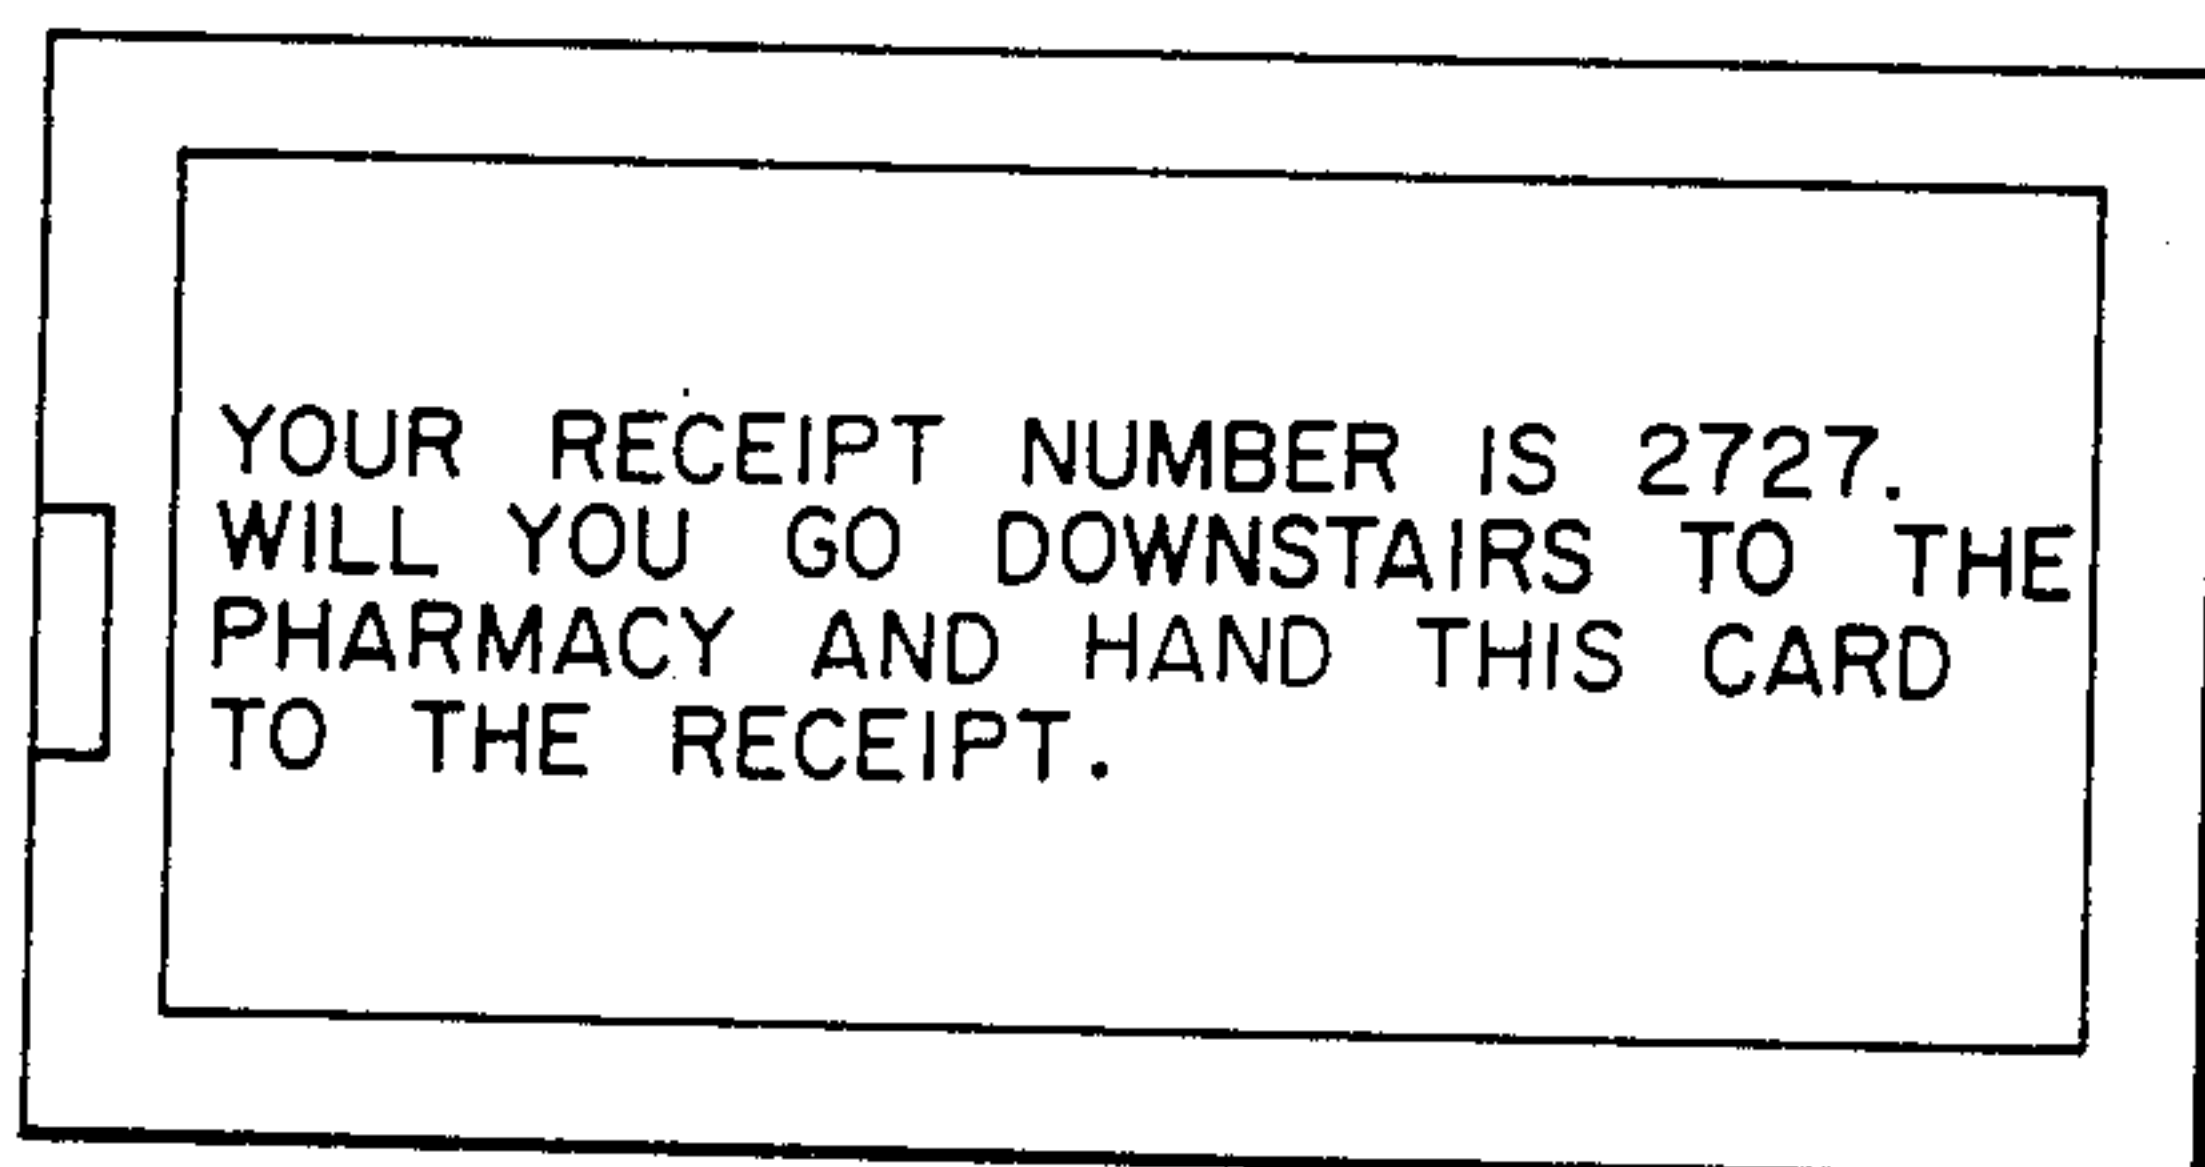 YOUR RECEIPT NUMBER IS 2727.
WILL YOU GO DOWNSTAIRS TO THE
PHARMACY AND HAND THIS CARD
TO THE RECEIPT.